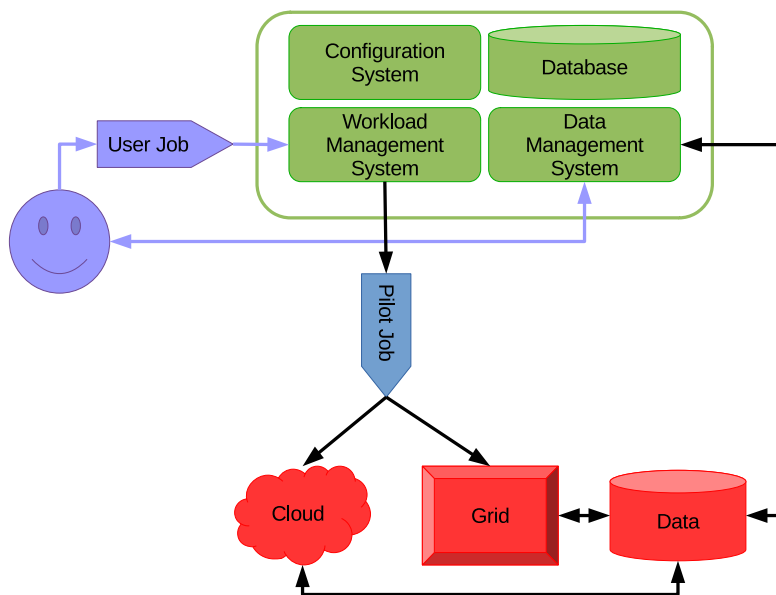 Configuration
System
Database
User Job
Workload
Management
System
Data
Management
System
Pilot Job
Cloud
Grid
Data